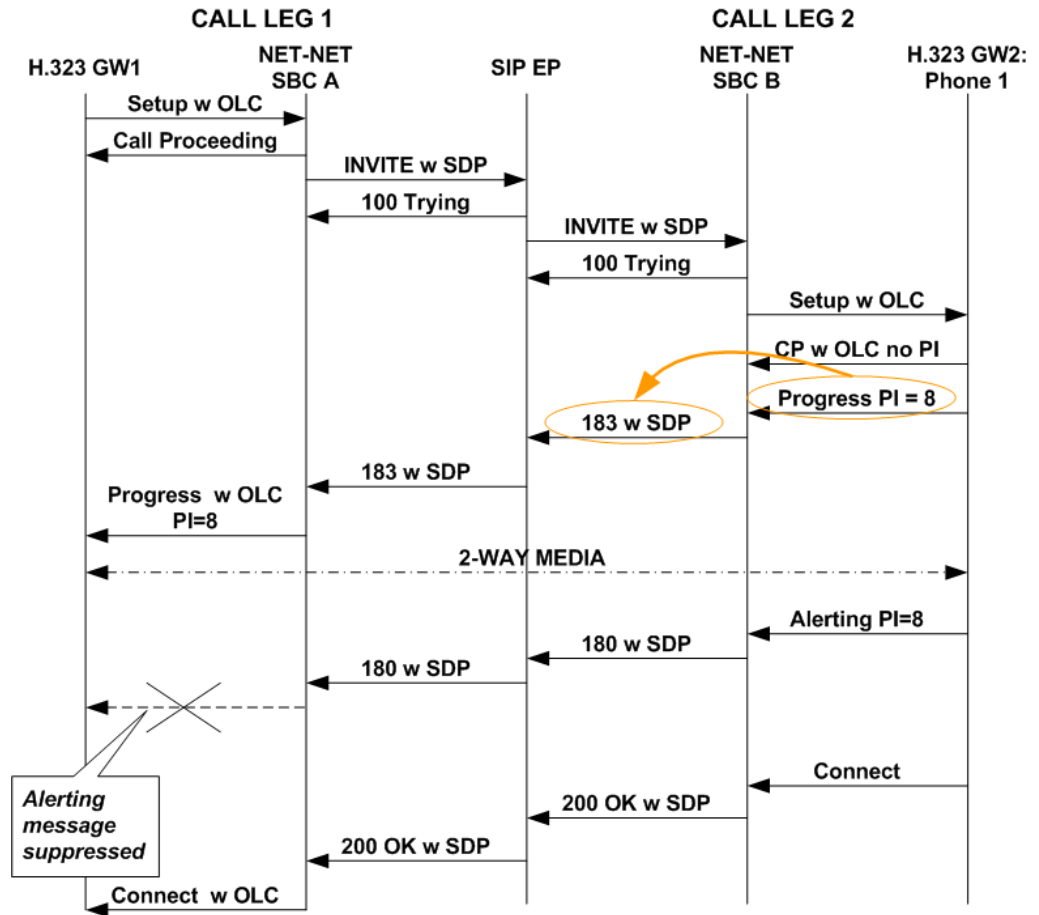 CALL LEG 1
CALL LEG 2
H.323 GW1
NET-NET
SBC A
SIP EP
NET-NET
SBC B
H.323 GW2:
Phone 1
Setup w OLC
Call Proceeding
INVITE w SDP
100 Trying
INVITE w SDP
100 Trying
Setup w OLC
CP w OLC no PI
Progress PI = 8
183 w SDP
183 w SDP
Progress w OLC
PI=8
2-WAY MEDIA
Alerting PI=8
180 w SDP
180 w SDP
Alerting
message
suppressed
Connect
200 OK w SDP
200 OK w SDP
Connect w OLC